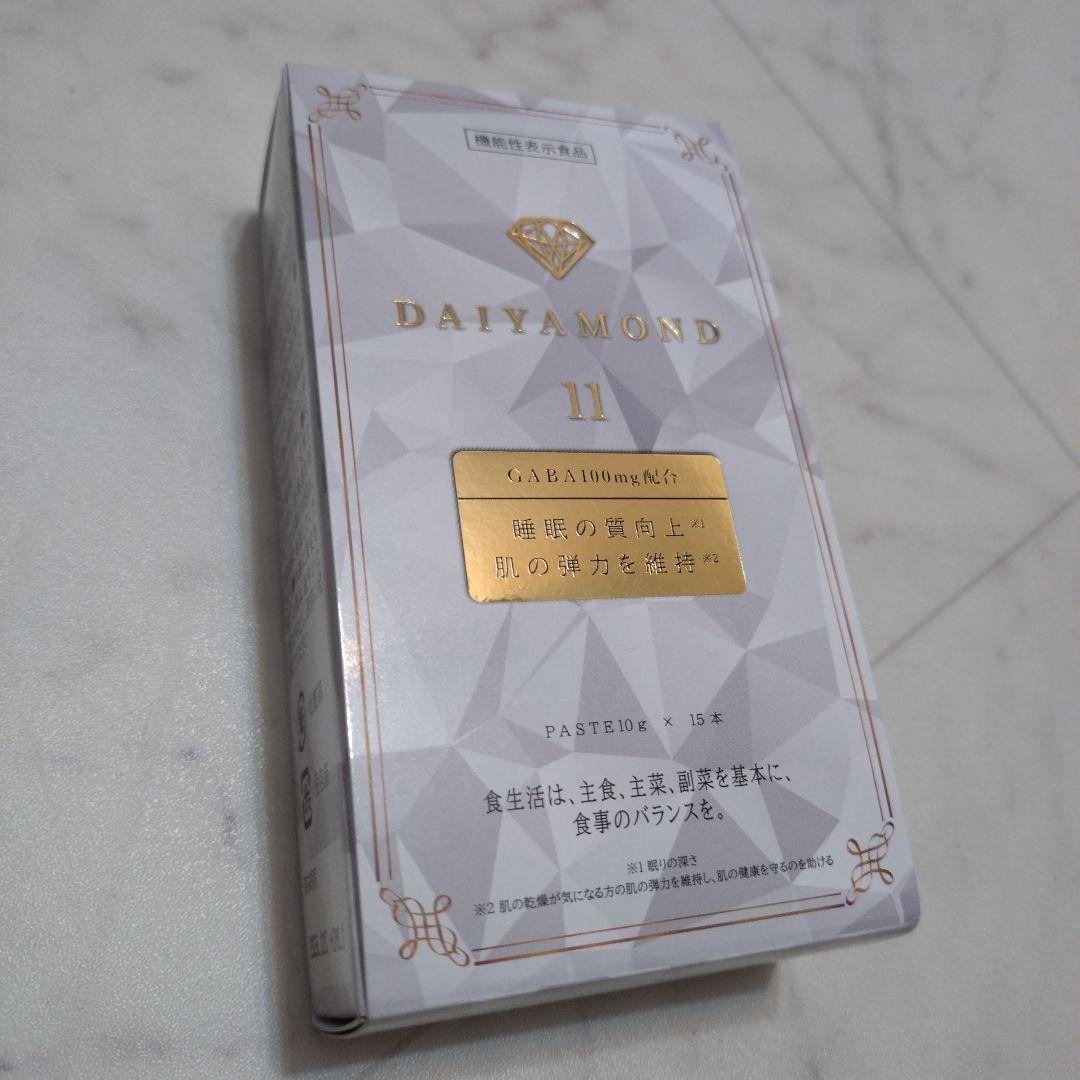 機能性表示食品
DAIYAMOND
11
GABA100mg配合
睡眠の質向上※1
肌の弾力を維持※2
PASTE10g × 15本
食生活は、主食、主菜、副菜を基本に、
食事のバランスを。
※1 眠りの深さ
※2 肌の乾燥が気になる方の肌の弾力を維持し、肌の健康を守るのを助ける